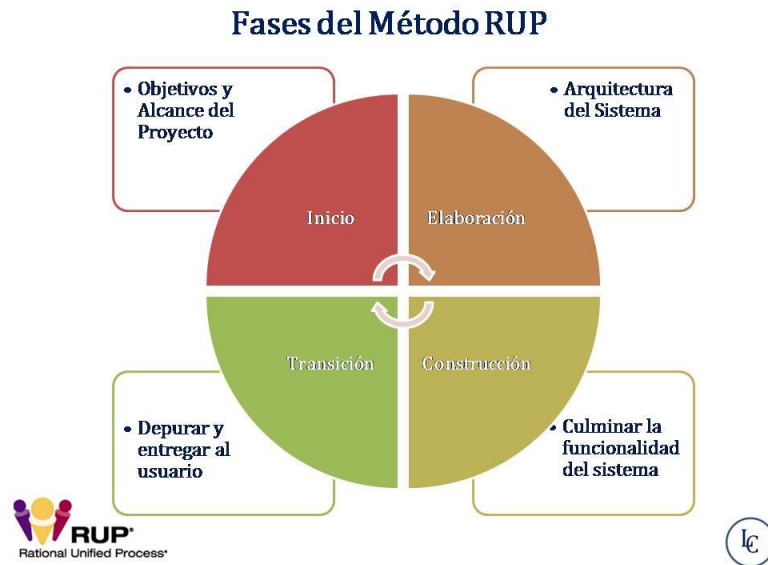 Fases del Método RUP
• Objetivos y
Alcance del
Proyecto
• Arquitectura
del Sistema
Inicio
Elaboración
Transición
Construcción
• Depurar y
entregar al
usuario
• Culminar la
funcionalidad
del sistema
RUP
Rational Unified Process
LC